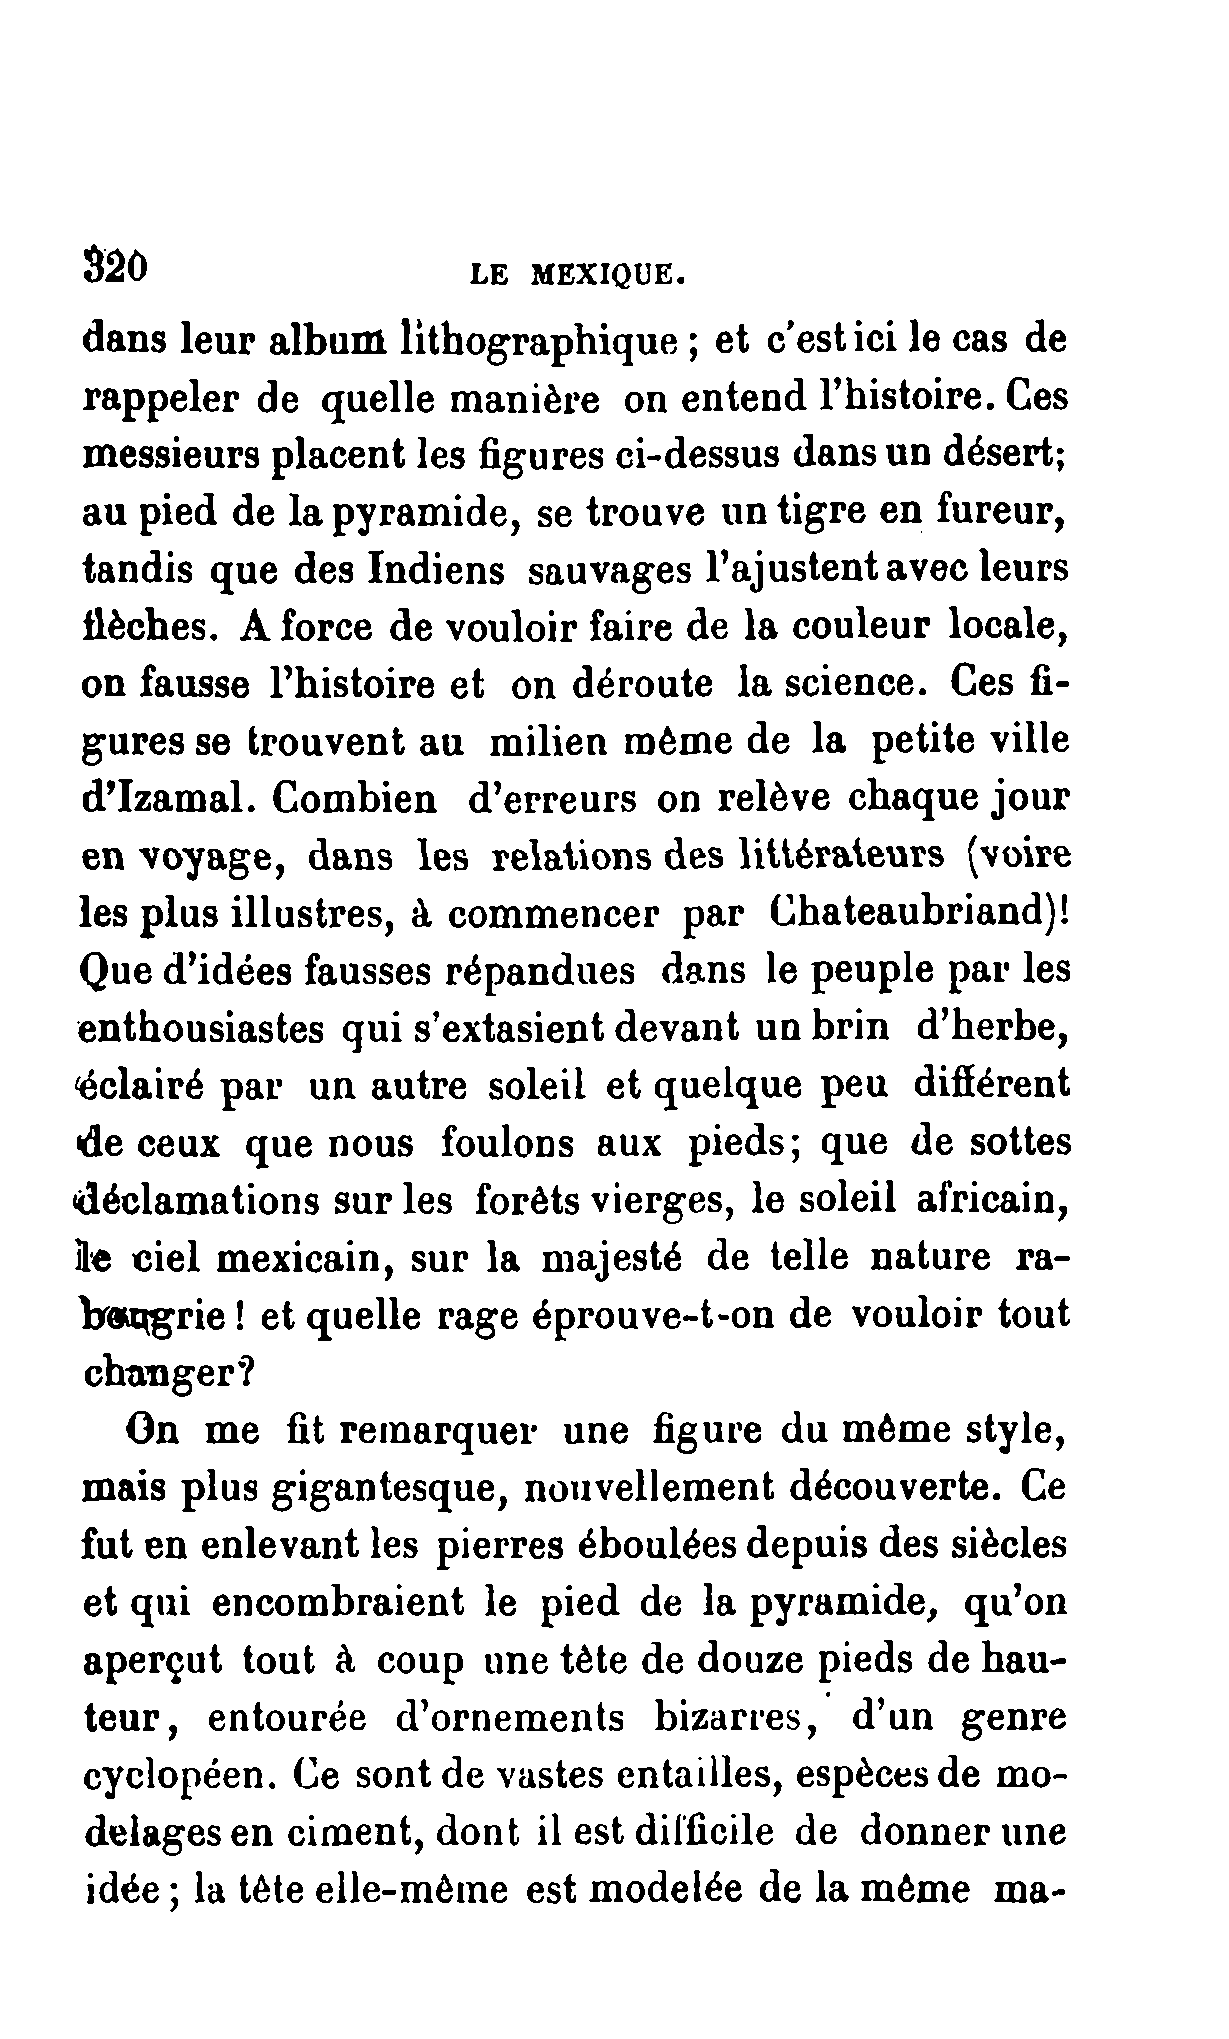 320 LE MEXIQUE.
dans leur album lithographique ; et c'est ici le cas de
rappeler de quelle manière on entend l'histoire. Ces
messieurs placent les figures ci-dessus dans un désert;
au pied de la pyramide, se trouve un tigre en fureur,
tandis que des Indiens sauvages l'ajustent avec leurs
flèches. A force de vouloir faire de la couleur locale,
on fausse l'histoire et on déroute la science. Ces fi-
gures se trouvent au milien même de la petite ville
d'Izamal. Combien d'erreurs on relève chaque jour
en voyage, dans les relations des littérateurs (voire
les plus illustres, à commencer par Chateaubriand)!
Que d'idées fausses répandues dans le peuple par les
enthousiastes qui s'extasient devant un brin d'herbe,
éclairé par un autre soleil et quelque peu différent
de ceux que nous foulons aux pieds; que de sottes
déclamations sur les forêts vierges, le soleil africain,
le ciel mexicain, sur la majesté de telle nature ra-
bougrie ! et quelle rage éprouve-t-on de vouloir tout
changer?
On me fit remarquer une figure du même style,
mais plus gigantesque, nouvellement découverte. Ce
fut en enlevant les pierres éboulées depuis des siècles
et qui encombraient le pied de la pyramide, qu'on
aperçut tout à coup une tête de douze pieds de hau-
teur, entourée d'ornements bizarres, d'un genre
cyclopéen. Ce sont de vastes entailles, espèces de mo-
delages en ciment, dont il est difficile de donner une
idée ; la tête elle-même est modelée de la même ma-